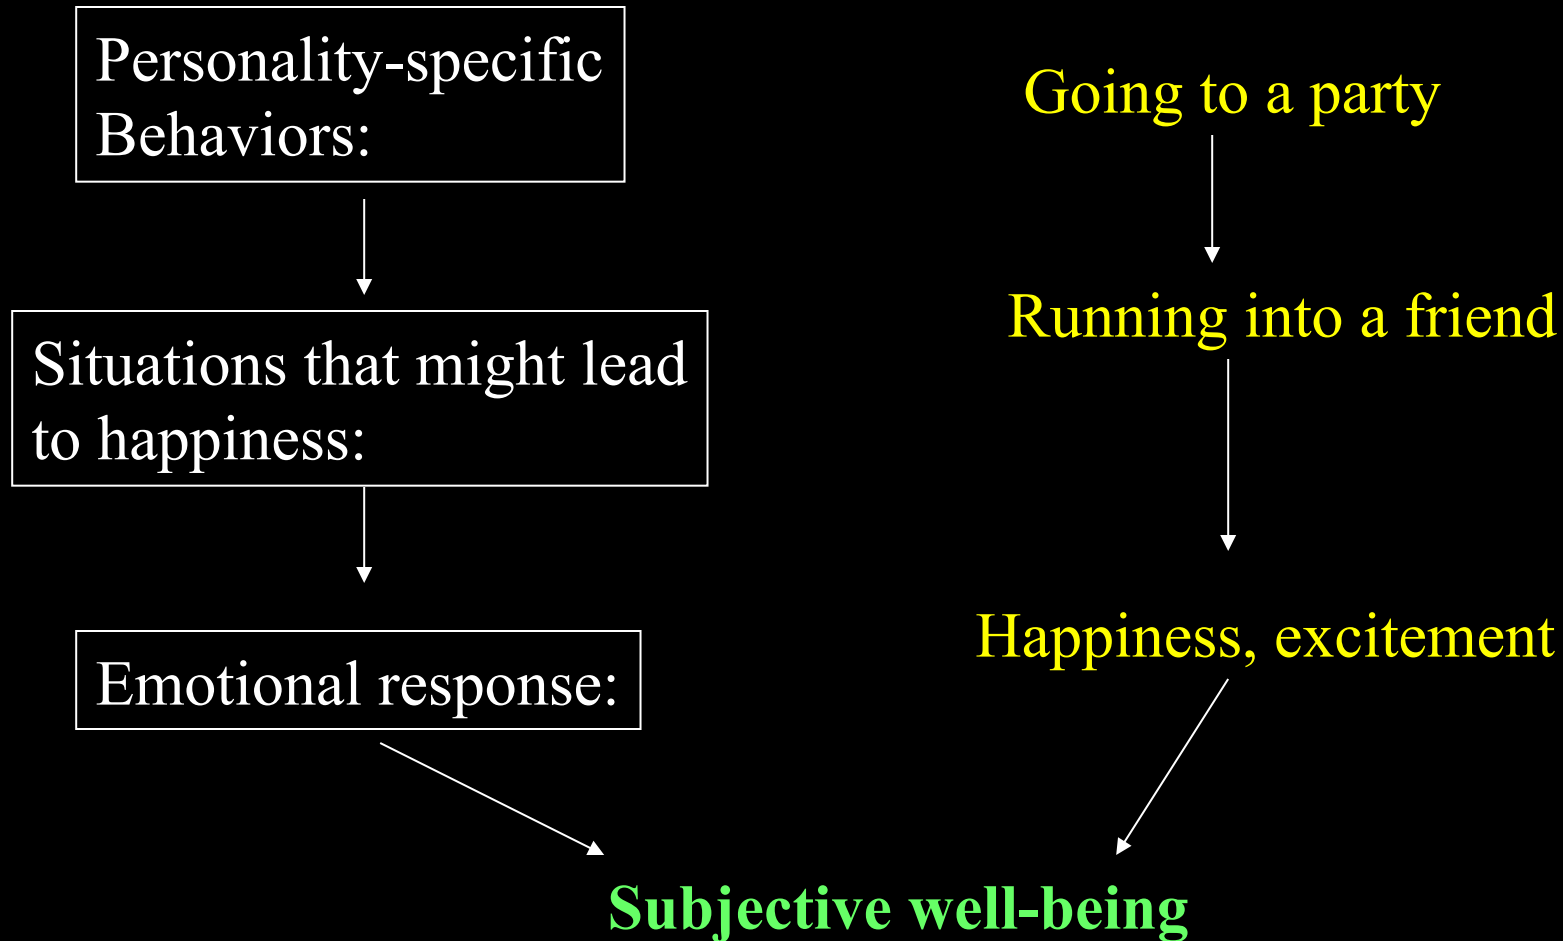 Personality-specific
Behaviors:
Going to a party
Situations that might lead
to happiness:
Running into a friend
Emotional response:
Happiness, excitement
Subjective well-being